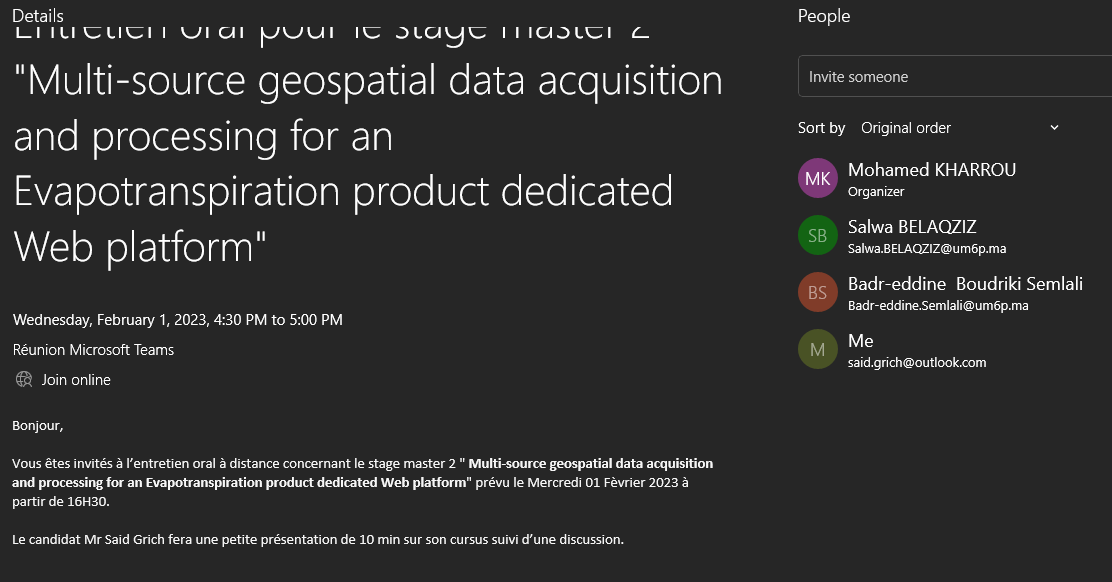 Details
Entretien oral pour le stage master 2
"Multi-source geospatial data acquisition
and processing for an
Evapotranspiration product dedicated
Web platform"
Wednesday, February 1, 2023, 4:30 PM to 5:00 PM
Réunion Microsoft Teams
Join online
Bonjour,
Vous êtes invités à l’entretien oral à distance concernant le stage master 2 " Multi-source geospatial data acquisition
and processing for an Evapotranspiration product dedicated Web platform" prévu le Mercredi 01 Fèvrier 2023 à
partir de 16H30.
Le candidat Mr Said Grich fera une petite présentation de 10 min sur son cursus suivi d’une discussion.
People
Invite someone
Sort by Original order
MK
Mohamed KHARROU
Organizer
SB
Salwa BELAQZIZ
Salwa.BELAQZIZ@um6p.ma
BS
Badr-eddine  Boudriki Semlali
Badr-eddine.Semlali@um6p.ma
M
Me
said.grich@outlook.com